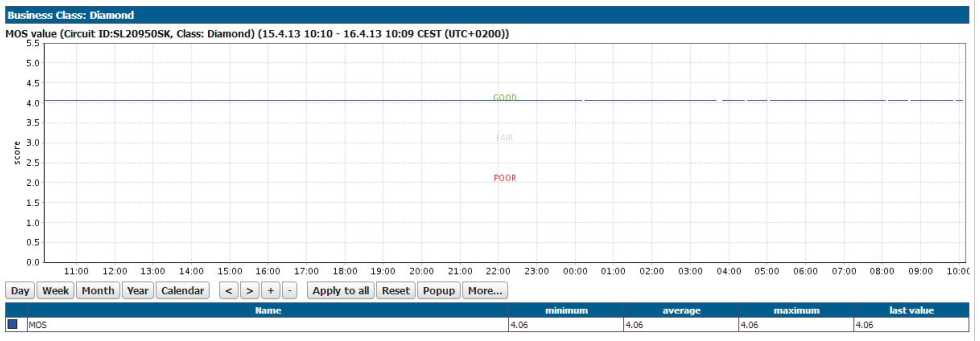 Business Class: Diamond
MOS value (Circuit ID:SL20950SK, Class: Diamond) (15.4.13 10:10 - 16.4.13 10:09 CEST (UTC+0200))
5.5
5.0
4.5
4.0
3.5
3.0
2.5
2.0
1.5
1.0
0.5
0.0
score
GOOD
FAIR
POOR
11:00 12:00 13:00 14:00 15:00 16:00 17:00 18:00 19:00 20:00 21:00 22:00 23:00 00:00 01:00 02:00 03:00 04:00 05:00 06:00 07:00 08:00 09:00 10:00
Day Week Month Year Calendar < > + - Apply to all Reset Popup More...
Name minimum average maximum last value
MOS 4.06 4.06 4.06 4.06